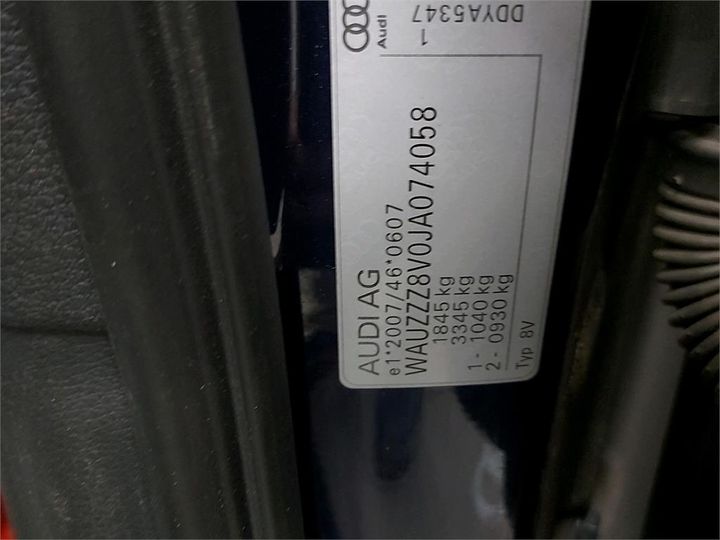 AUDI AG
e1*2007/46*0607
WAUZZZ8V0JA074058
1845 kg
3345 kg
1 - 1040 kg
2 - 0930 kg
Typ 8V
Audi
1
DDYA5347